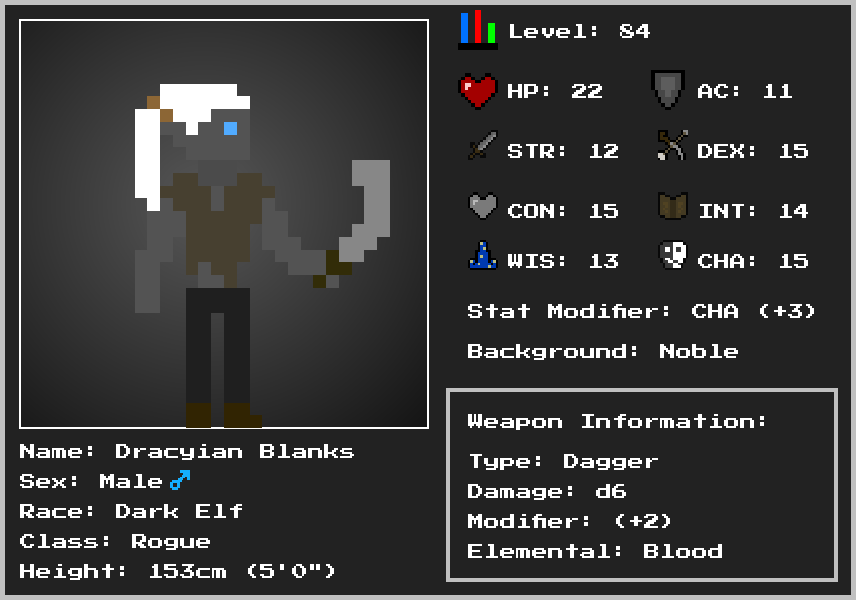 Level: 84
HP: 22 AC: 11
STR: 12 DEX: 15
CON: 15 INT: 14
WIS: 13 CHA: 15
Stat Modifier: CHA (+3)
Background: Noble
Weapon Information:
Type: Dagger
Damage: d6
Modifier: (+2)
Elemental: Blood
Name: Dracyian Blanks
Sex: Male♂
Race: Dark Elf
Class: Rogue
Height: 153cm (5'0")